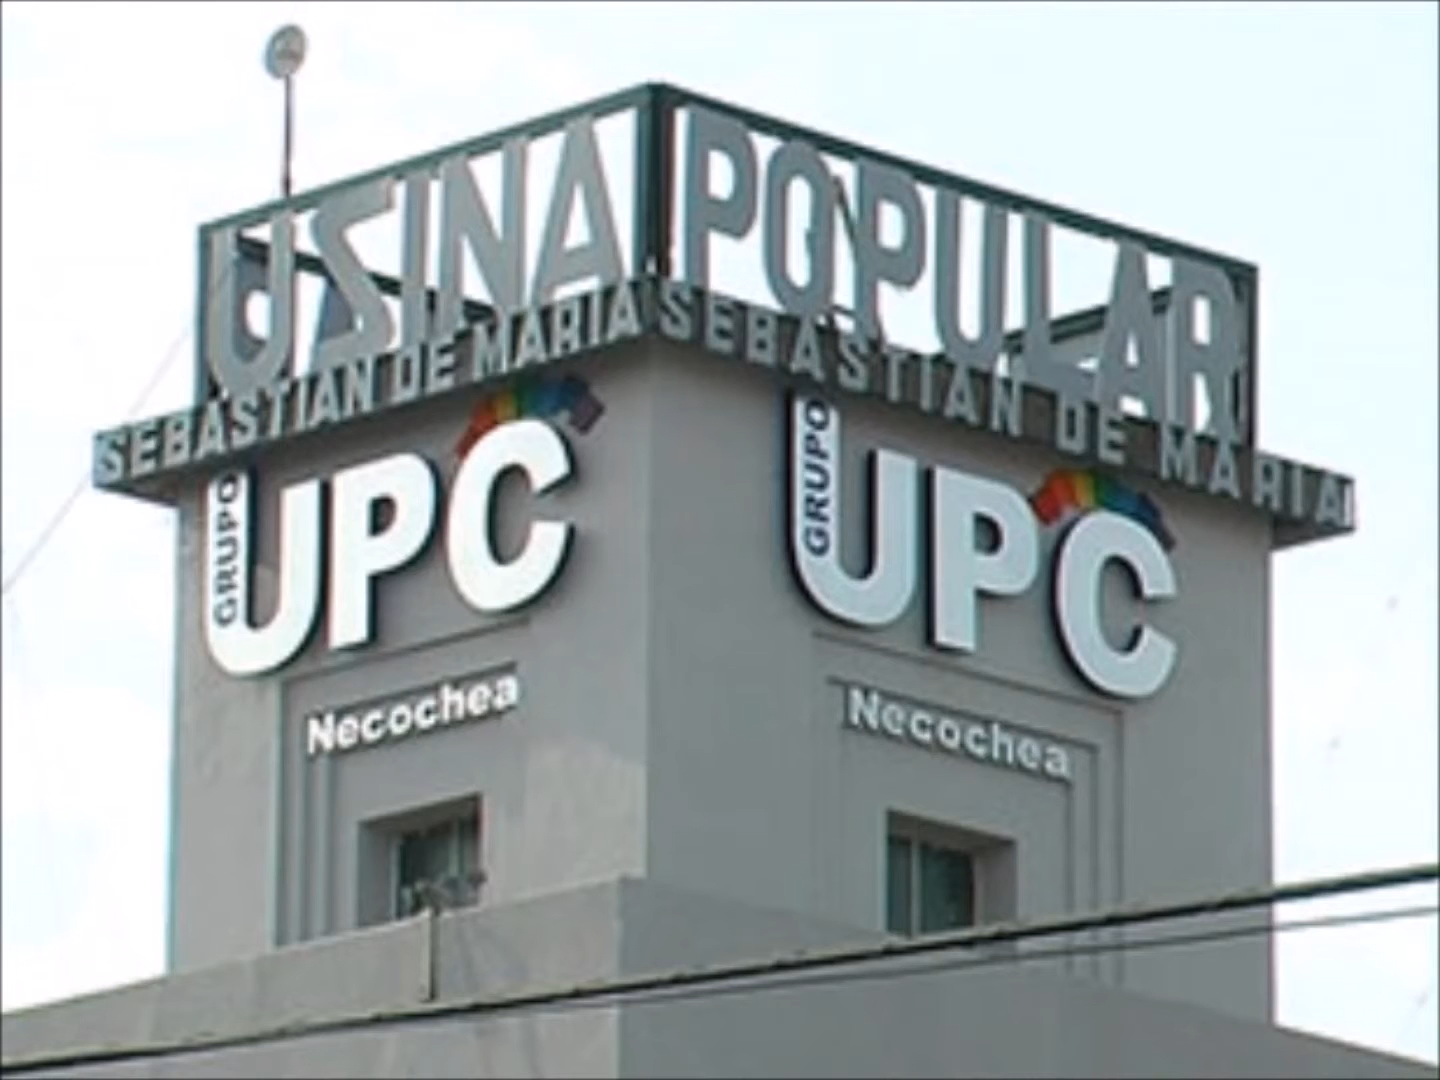 USINA
SEBASTIAN DE MARIA
GRUPO
UPC
Necochea
POPULAR
SEBASTIAN DE MARIA
GRUPO
UPC
Necochea